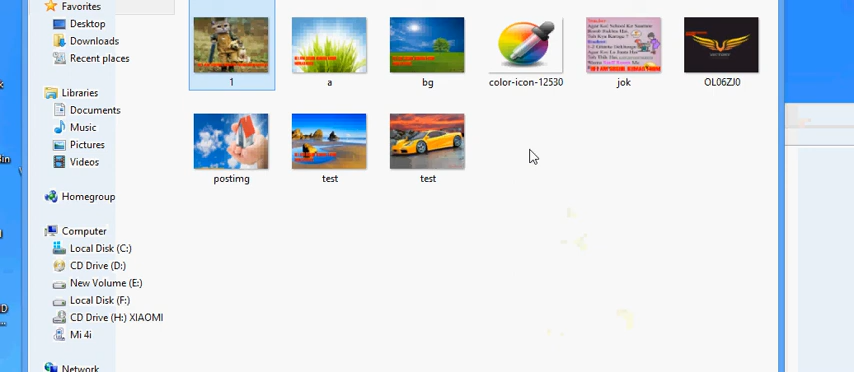 Favorites
Desktop
Downloads
Recent places
Libraries
Documents
Music
Pictures
Videos
Homegroup
Computer
Local Disk (C:)
CD Drive (D:)
New Volume (E:)
Local Disk (F:)
CD Drive (H:) XIAOMI
Mi 4i
Network
1
a
bg
color-icon-12530
jok
OL06ZJ0
postimg
test
test